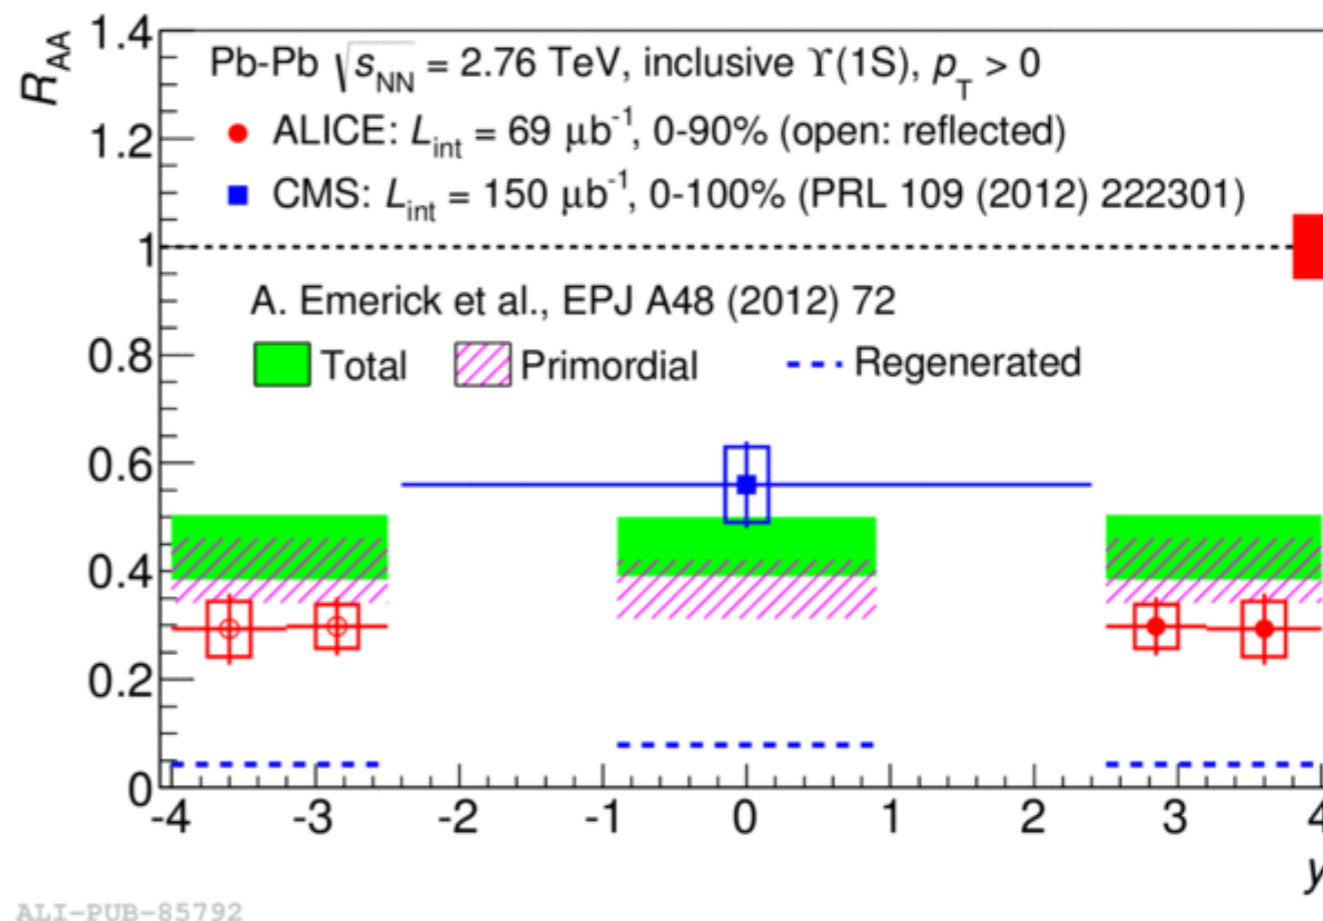 R_AA
1.4
Pb-Pb √s_NN = 2.76 TeV, inclusive ϒ(1S), p_T > 0
ALICE: L_int = 69 μb⁻¹, 0-90% (open: reflected)
1.2
CMS: L_int = 150 μb⁻¹, 0-100% (PRL 109 (2012) 222301)
1
A. Emerick et al., EPJ A48 (2012) 72
0.8
Total Primordial Regenerated
0.6
0.4
0.2
0
-4 -3 -2 -1 0 1 2 3 4
y
ALI-PUB-85792